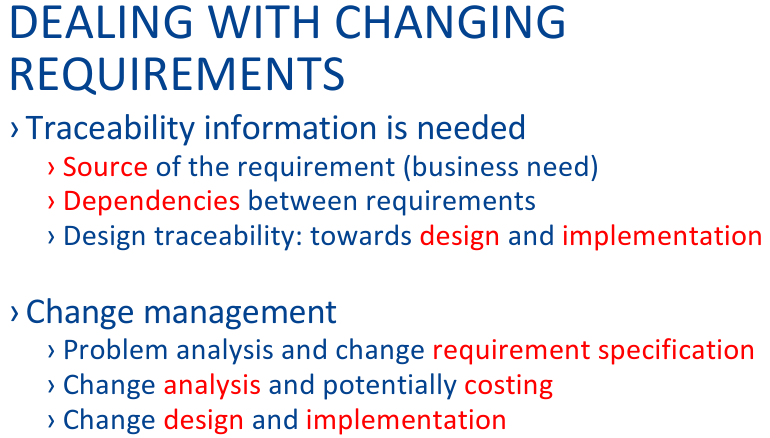 DEALING WITH CHANGING
REQUIREMENTS
› Traceability information is needed
› Source of the requirement (business need)
› Dependencies between requirements
› Design traceability: towards design and implementation
› Change management
› Problem analysis and change requirement specification
› Change analysis and potentially costing
› Change design and implementation